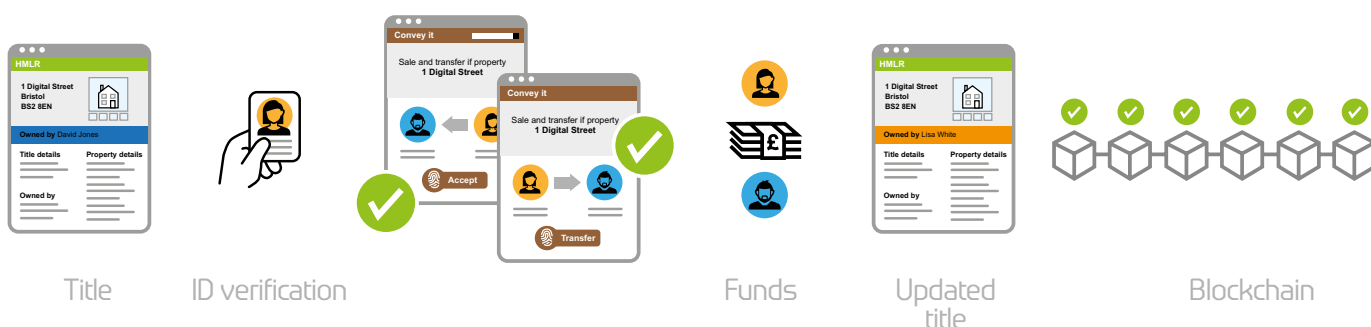 HMLR
1 Digital Street
Bristol
BS2 8EN
Owned by David Jones
Title details
Property details
Owned by
Title
ID verification
Convey it
Sale and transfer if property
1 Digital Street
Accept
Convey it
Sale and transfer if property
1 Digital Street
Transfer
£
Funds
HMLR
1 Digital Street
Bristol
BS2 8EN
Owned by Lisa White
Title details
Property details
Owned by
Updated
title
Blockchain